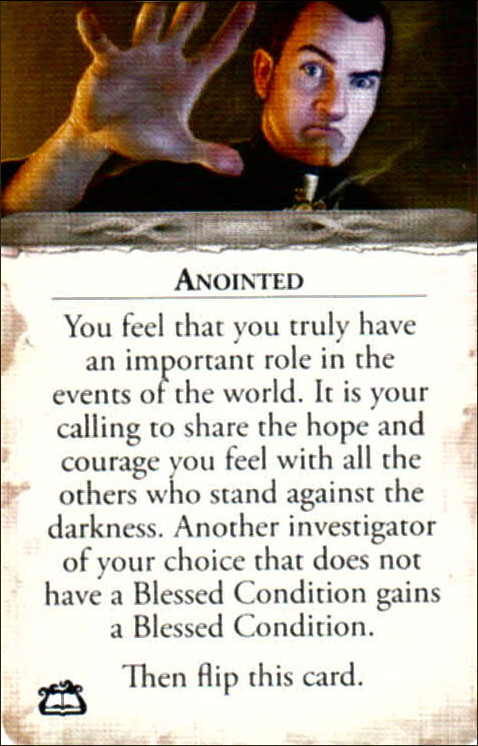 ANOINTED
You feel that you truly have
an important role in the
events of the world. It is your
calling to share the hope and
courage you feel with all the
others who stand against the
darkness. Another investigator
of your choice that does not
have a Blessed Condition gains
a Blessed Condition.
Then flip this card.